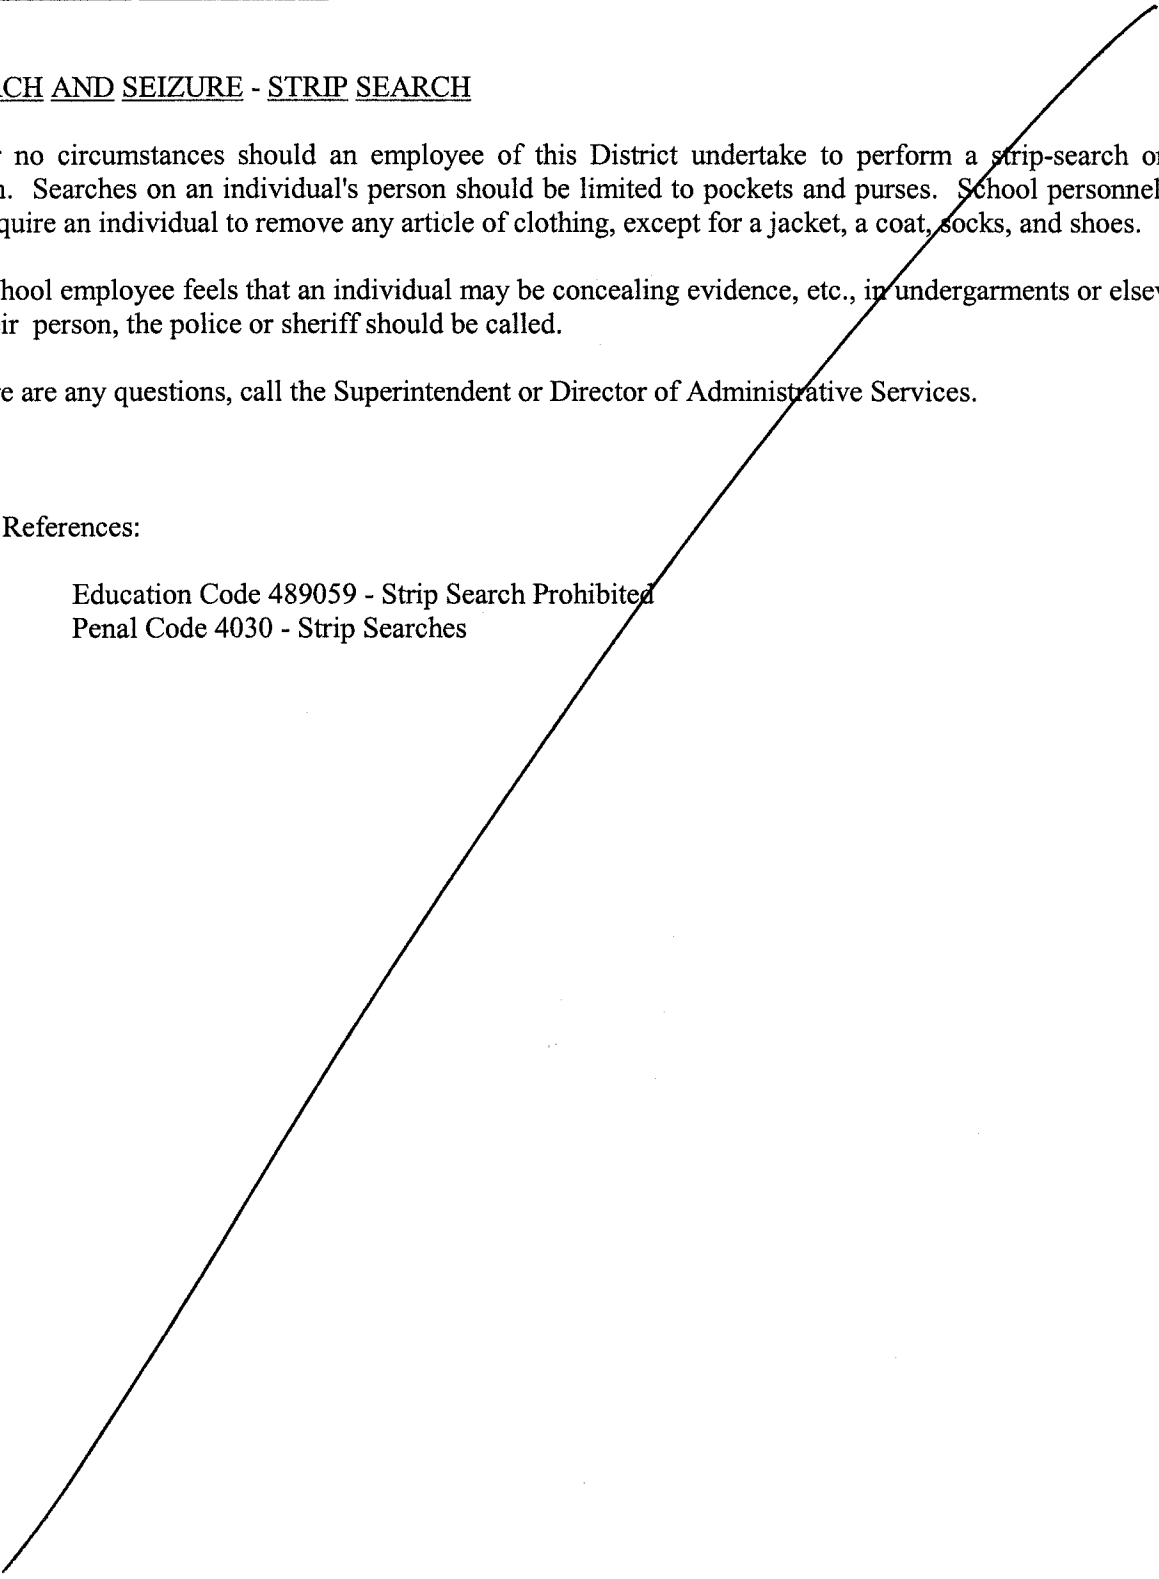 CH AND SEIZURE - STRIP SEARCH
no circumstances should an employee of this District undertake to perform a strip-search
Searches on an individual's person should be limited to pockets and purses. School personnel
quire an individual to remove any article of clothing, except for a jacket, a coat, socks, and shoes.
hool employee feels that an individual may be concealing evidence, etc., in undergarments or else
ir person, the police or sheriff should be called.
e are any questions, call the Superintendent or Director of Administrative Services.
References:
Education Code 489059 - Strip Search Prohibited
Penal Code 4030 - Strip Searches